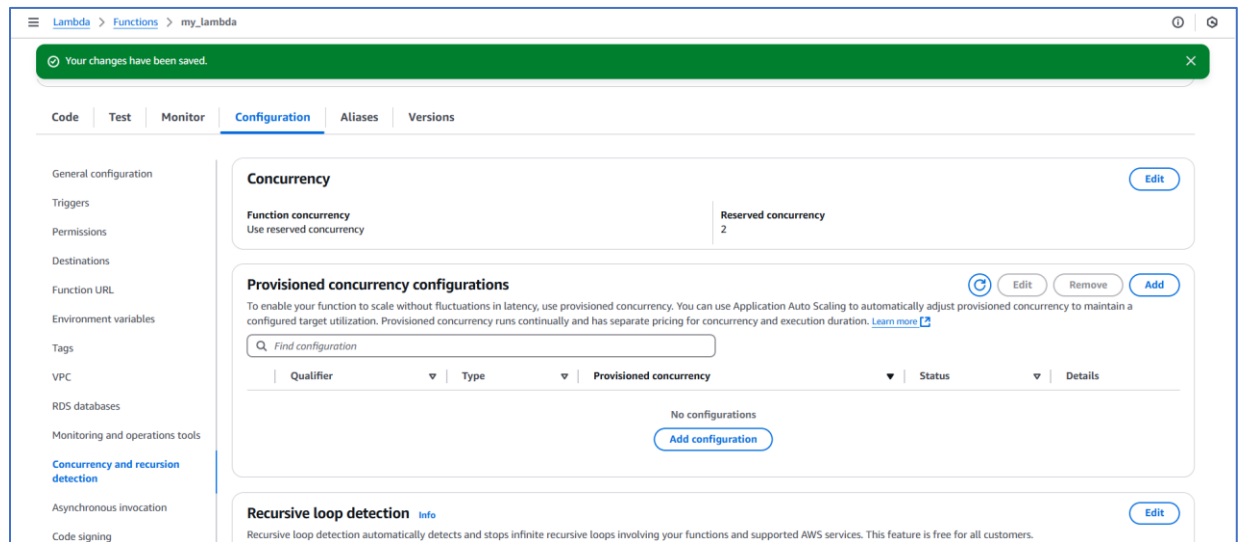 Lambda > Functions > my_lambda
Your changes have been saved.
Code Test Monitor Configuration Aliases Versions
General configuration
Triggers
Permissions
Destinations
Function URL
Environment variables
Tags
VPC
RDS databases
Monitoring and operations tools
Concurrency and recursion
detection
Asynchronous invocation
Code signing
Concurrency
Edit
Function concurrency
Use reserved concurrency
Reserved concurrency
2
Provisioned concurrency configurations
Edit Remove Add
To enable your function to scale without fluctuations in latency, use provisioned concurrency. You can use Application Auto Scaling to automatically adjust provisioned concurrency to maintain a
configured target utilization. Provisioned concurrency runs continually and has separate pricing for concurrency and execution duration. Learn more
Find configuration
Qualifier Type Provisioned concurrency Status Details
No configurations
Add configuration
Recursive loop detection Info
Edit
Recursive loop detection automatically detects and stops infinite recursive loops involving your functions and supported AWS services. This feature is free for all customers.